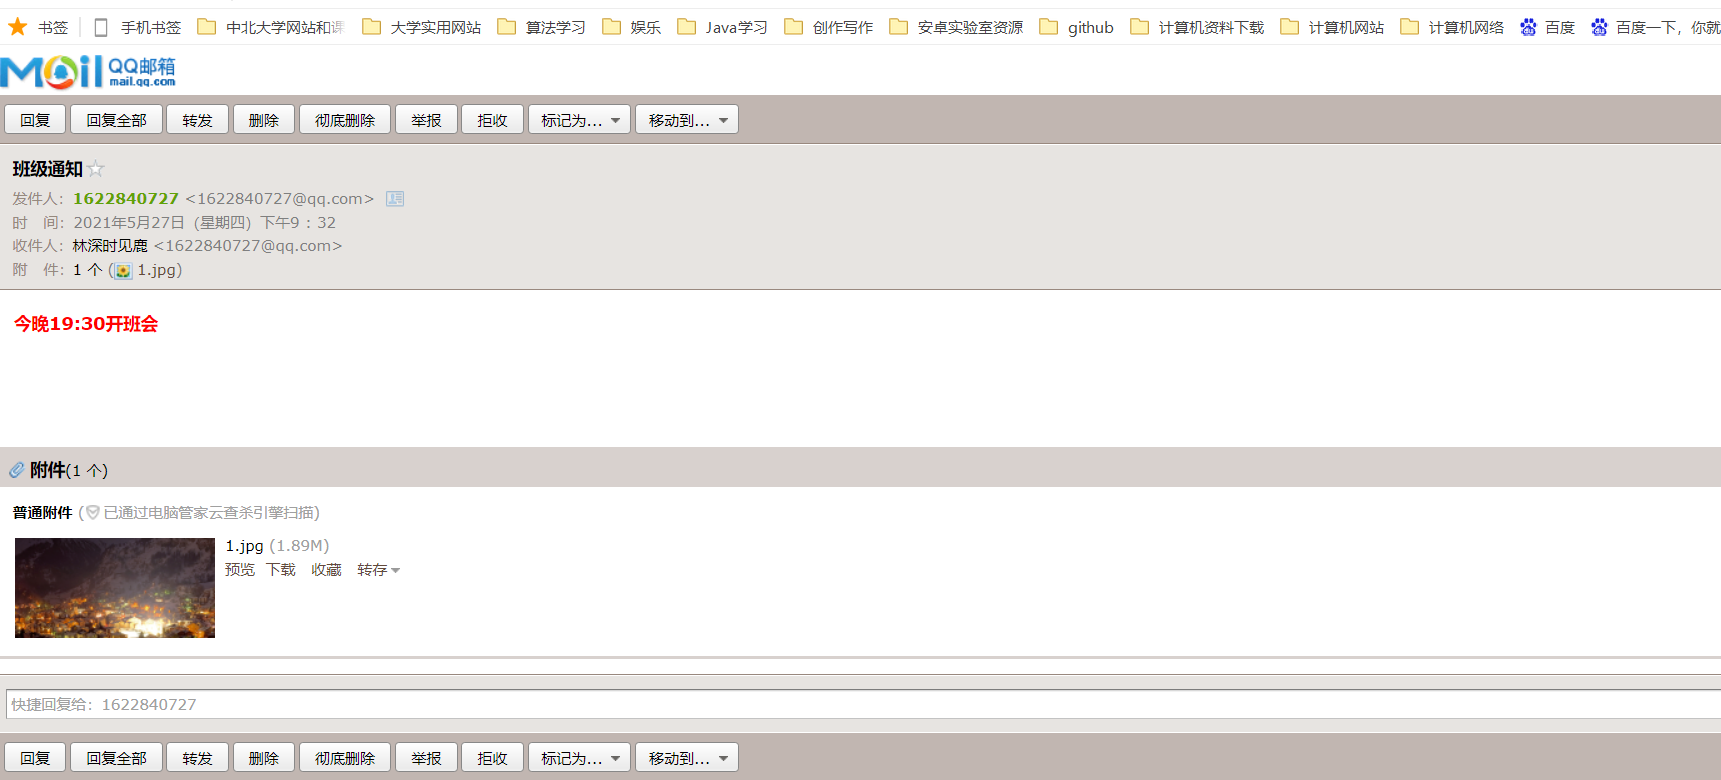 书签 手机书签 中北大学网站和课 大学实用网站 算法学习 娱乐 Java学习 创作写作 安卓实验室资源 github 计算机资料下载 计算机网站 计算机网络 百度 百度一下，你就
Mail QQ邮箱
mail.qq.com
回复 回复全部 转发 删除 彻底删除 举报 拒收 标记为... 移动到...
班级通知
发件人：1622840727 <1622840727@qq.com>
时 间：2021年5月27日（星期四）下午9：32
收件人：林深时见鹿 <1622840727@qq.com>
附 件：1 个 (1.jpg)
今晚19:30开班会
附件(1 个)
普通附件 (已通过电脑管家云查杀引擎扫描)
1.jpg (1.89M)
预览 下载 收藏 转存
快捷回复给：1622840727
回复 回复全部 转发 删除 彻底删除 举报 拒收 标记为... 移动到...